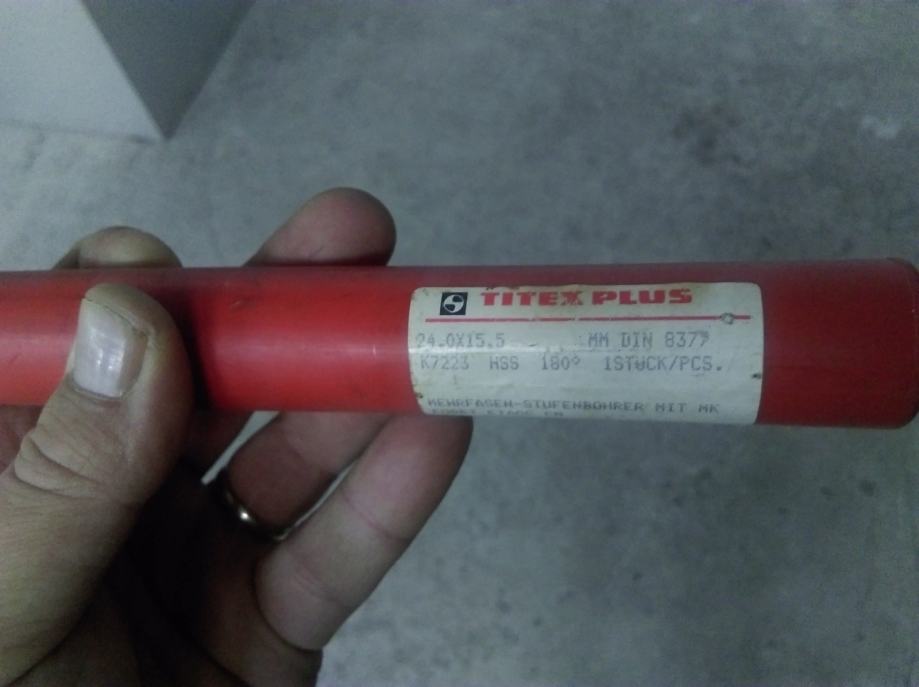 TITEX PLUS
24.0X15.5 MM DIN 8377
K7223 HSS 180° 1STUCK/PCS.
MEHRFASEN-STUFENBOHRER MIT MK